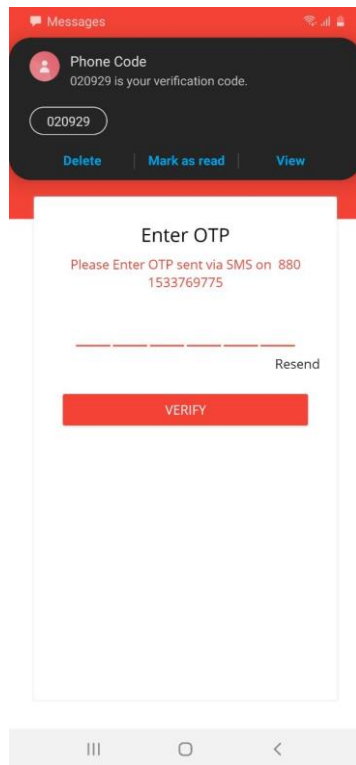 Messages
Phone Code
020929 is your verification code.
020929
Delete Mark as read View
Enter OTP
Please Enter OTP sent via SMS on 880
1533769775
Resend
VERIFY